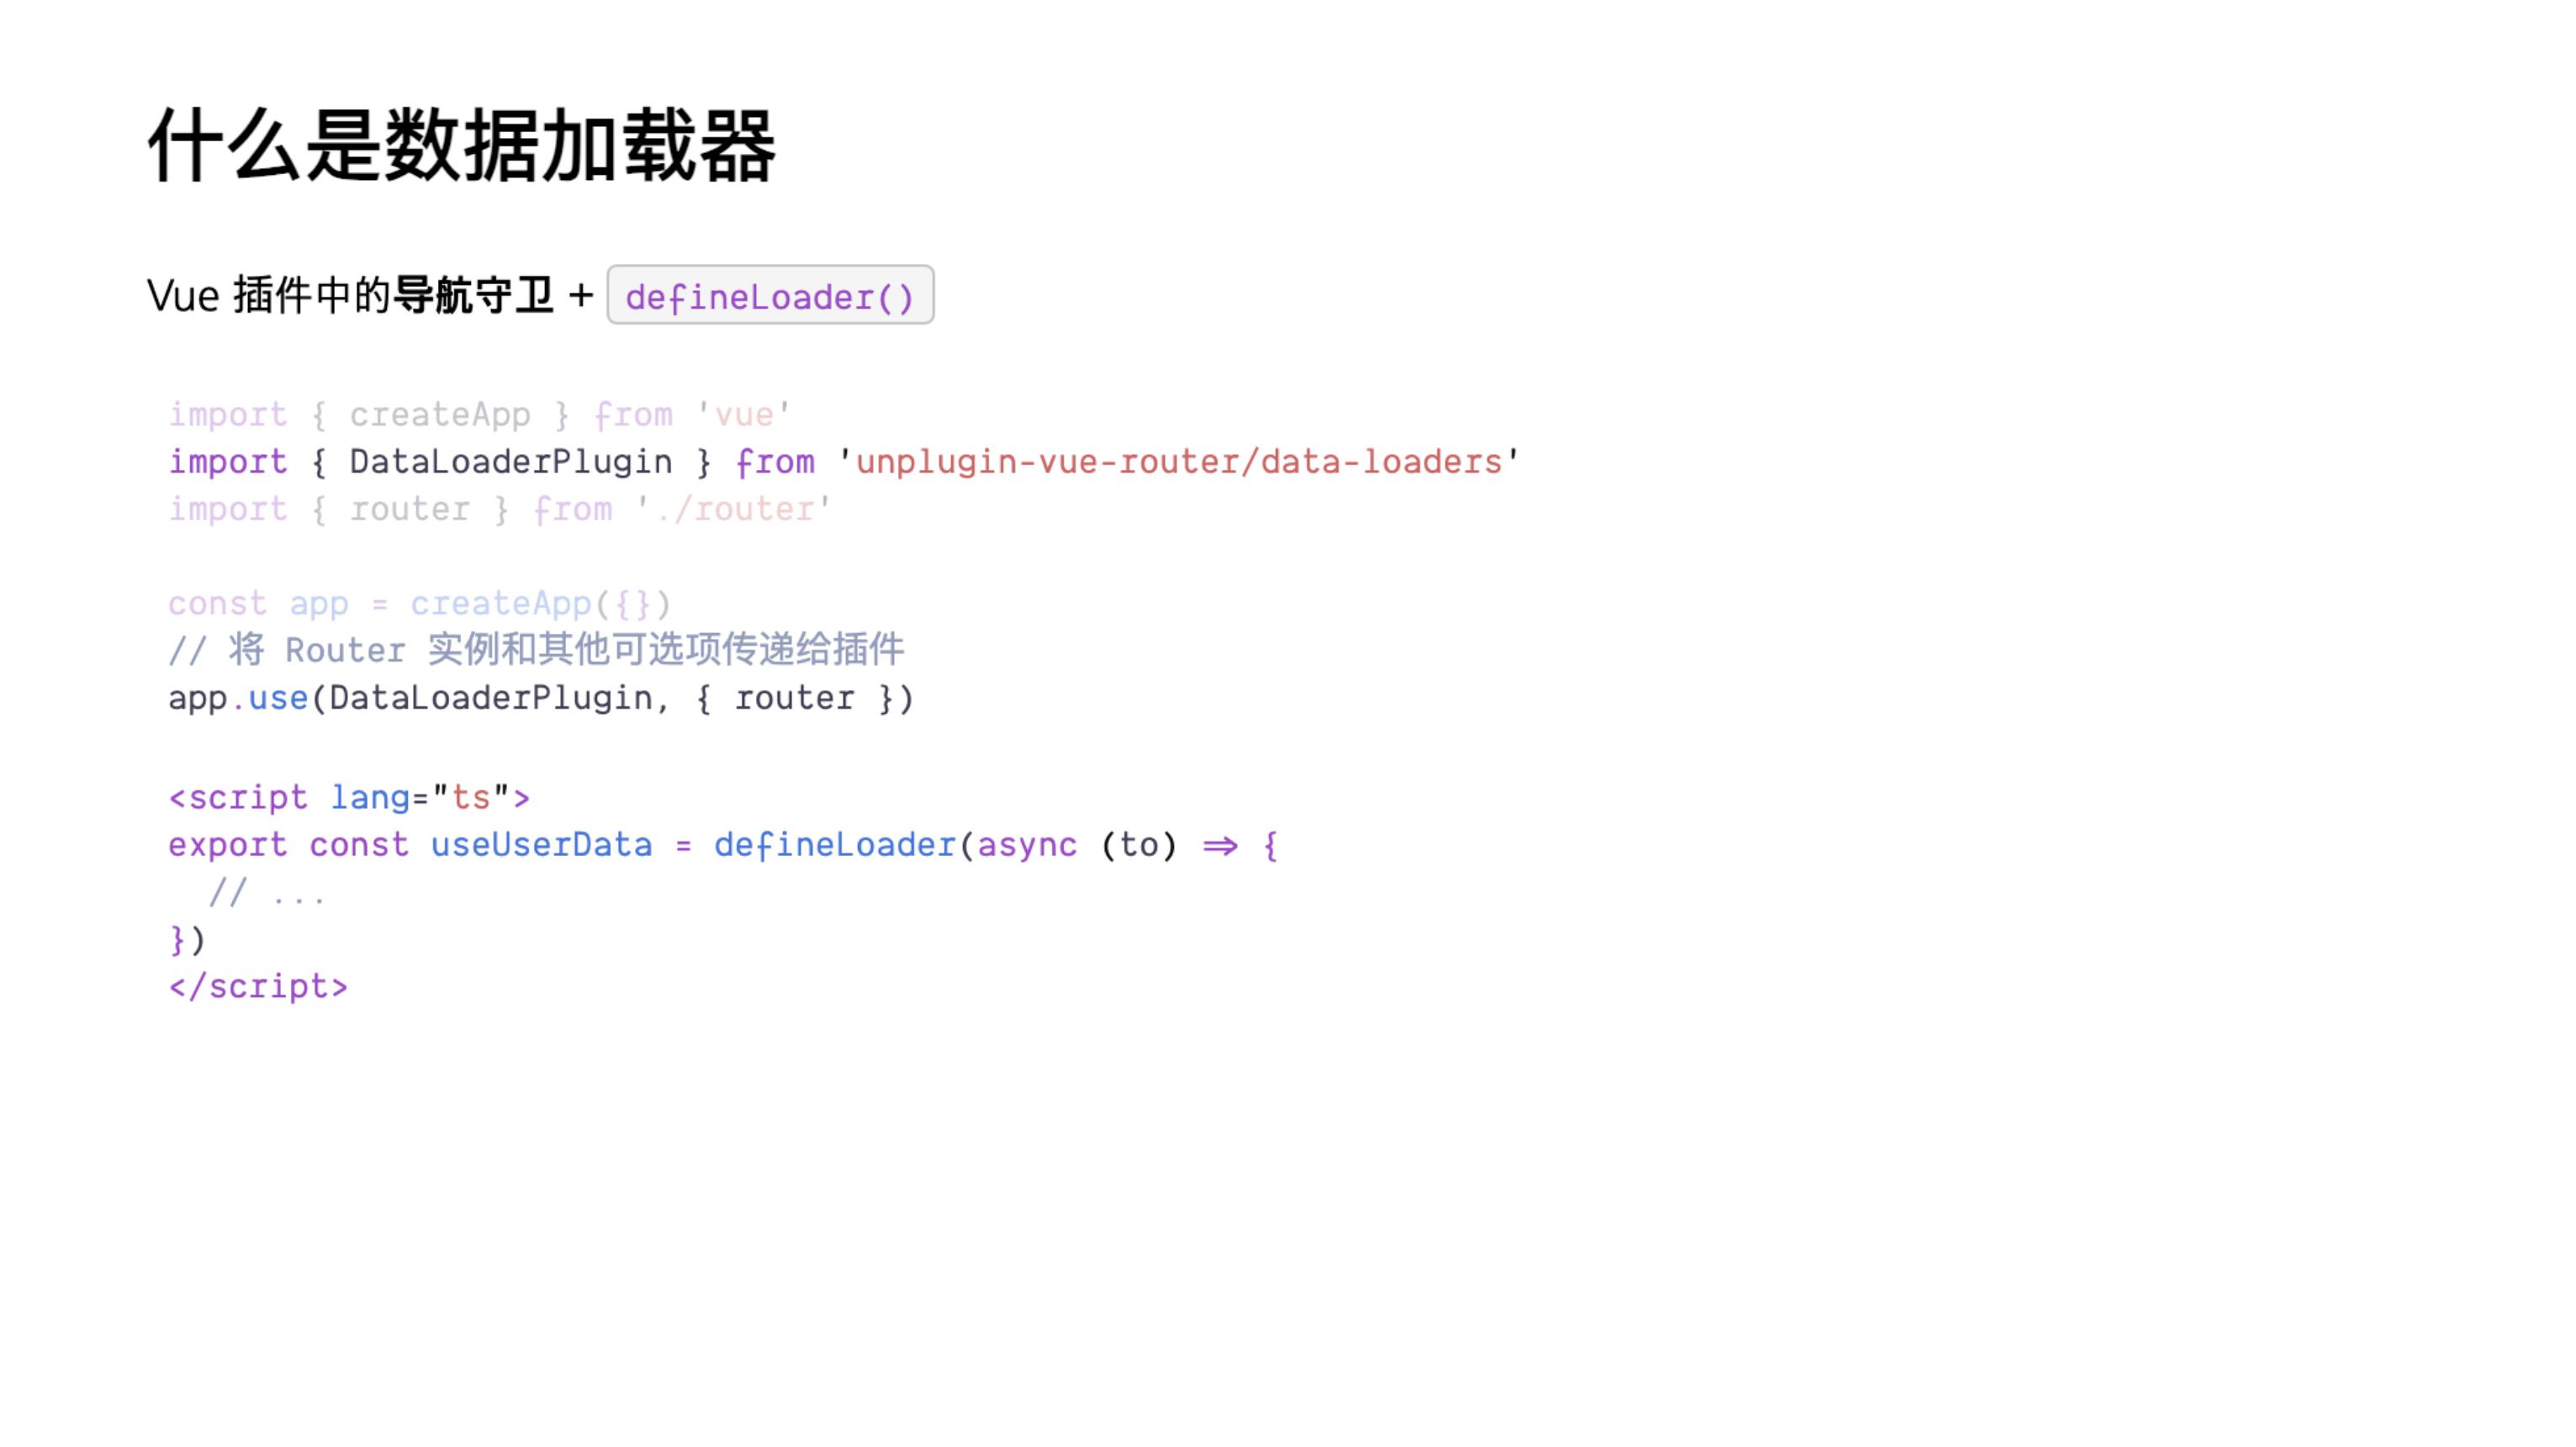 什么是数据加载器
Vue 插件中的导航守卫 + defineLoader()
import { createApp } from 'vue'
import { DataLoaderPlugin } from 'unplugin-vue-router/data-loaders'
import { router } from './router'
const app = createApp({})
// 将 Router 实例和其他可选项传递给插件
app.use(DataLoaderPlugin, { router })
<script lang="ts">
export const useUserData = defineLoader(async (to) => {
  // ...
})
</script>